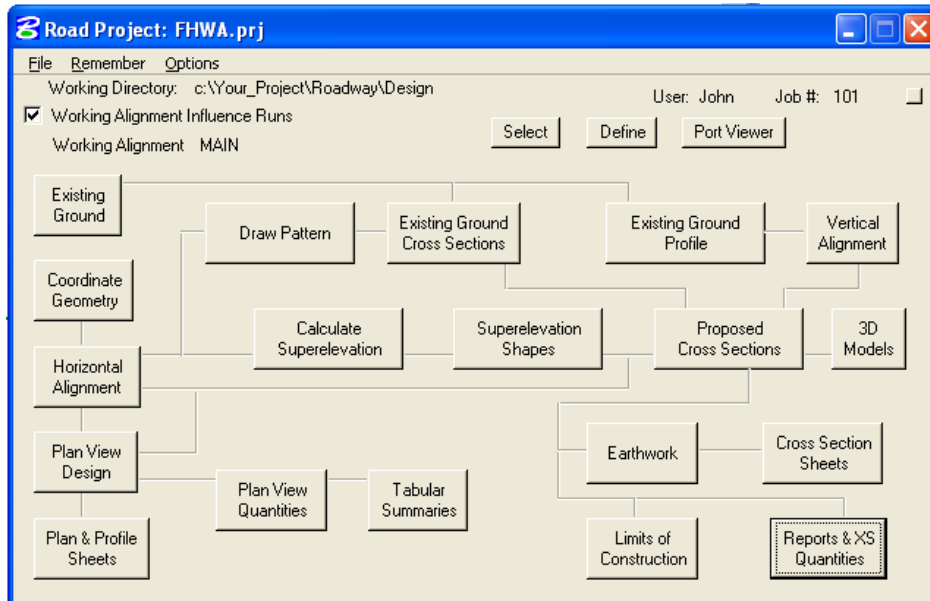 Road Project: FHWA.prj
File Remember Options
Working Directory: c:\Your_Project\Roadway\Design
User: John Job #: 101
Working Alignment Influence Runs
Select Define Port Viewer
Working Alignment MAIN
Existing
Ground
Draw Pattern
Existing Ground
Cross Sections
Existing Ground
Profile
Vertical
Alignment
Coordinate
Geometry
Calculate
Superelevation
Superelevation
Shapes
Proposed
Cross Sections
3D
Models
Horizontal
Alignment
Plan View
Design
Earthwork
Cross Section
Sheets
Plan View
Quantities
Tabular
Summaries
Plan & Profile
Sheets
Limits of
Construction
Reports & XS
Quantities